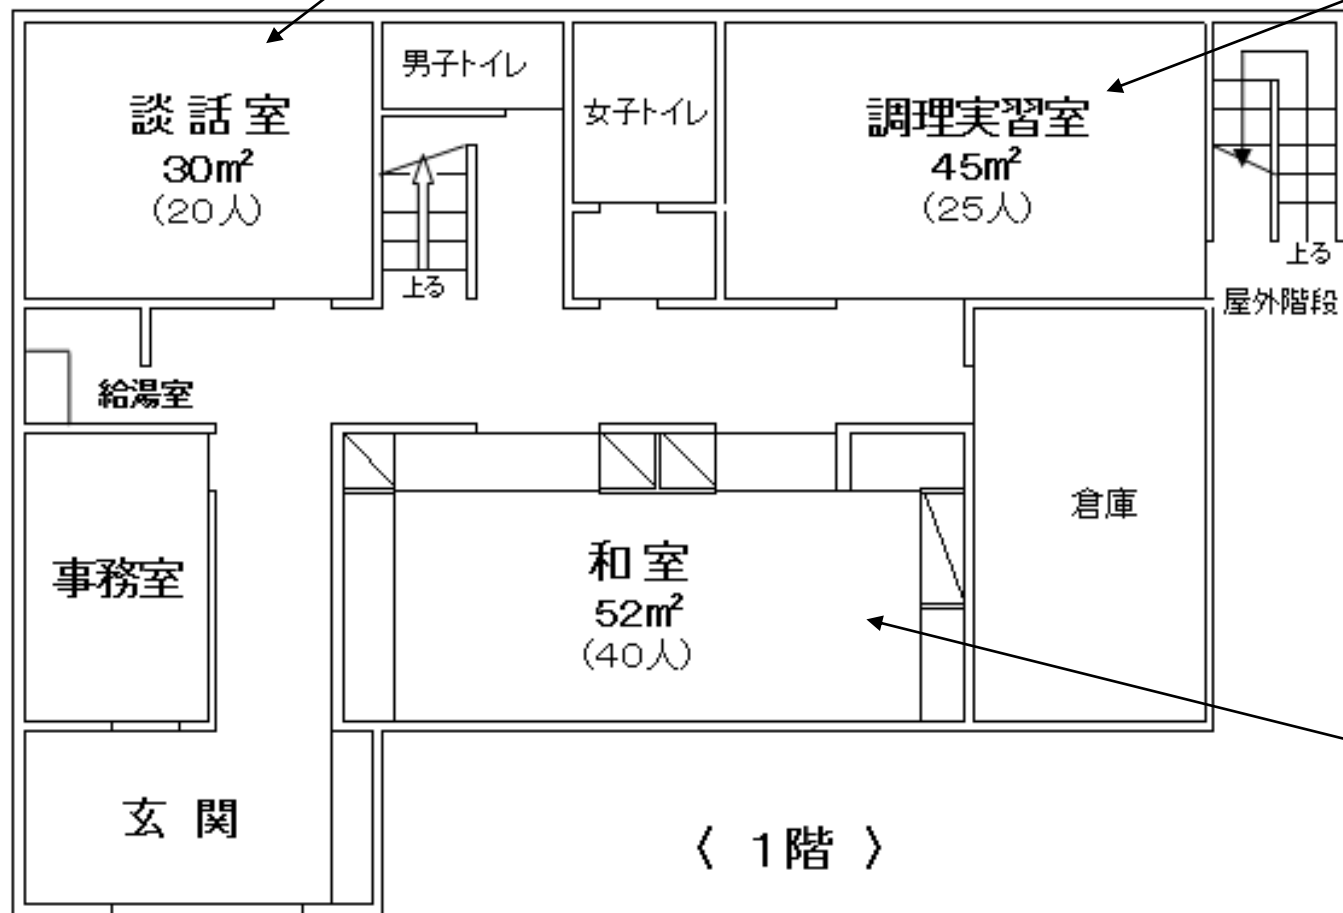 談話室
30㎡
(20人)
男子トイレ
上る
女子トイレ
調理実習室
45㎡
(25人)
上る
屋外階段
給湯室
事務室
和室
52㎡
(40人)
倉庫
玄関
〈 1階 〉